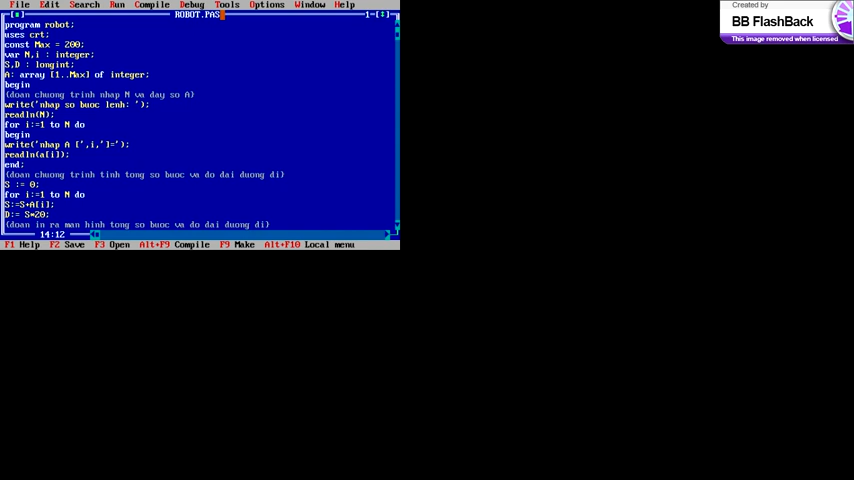 File Edit Search Run Compile Debug Tools Options Window Help
ROBOT.PAS 1
program robot;
uses crt;
const Max = 200;
var N,i : integer;
S,D : longint;
A: array [1..Max] of integer;
begin
{doan chuong trinh nhap N va day so A}
write('nhap so buoc lenh: ');
readln(N);
for i:=1 to N do
begin
write('nhap A [',i,']=');
readln(a[i]);
end;
{doan chuong trinh tinh tong so buoc va do dai duong di}
S := 0;
for i:=1 to N do
S:=S+A[i];
D:= S*20;
{doan in ra man hinh tong so buoc va do dai duong di}
14:12
F1 Help F2 Save F3 Open Alt+F9 Compile F9 Make Alt+F10 Local menu
Created by
BB FlashBack
This image removed when licensed